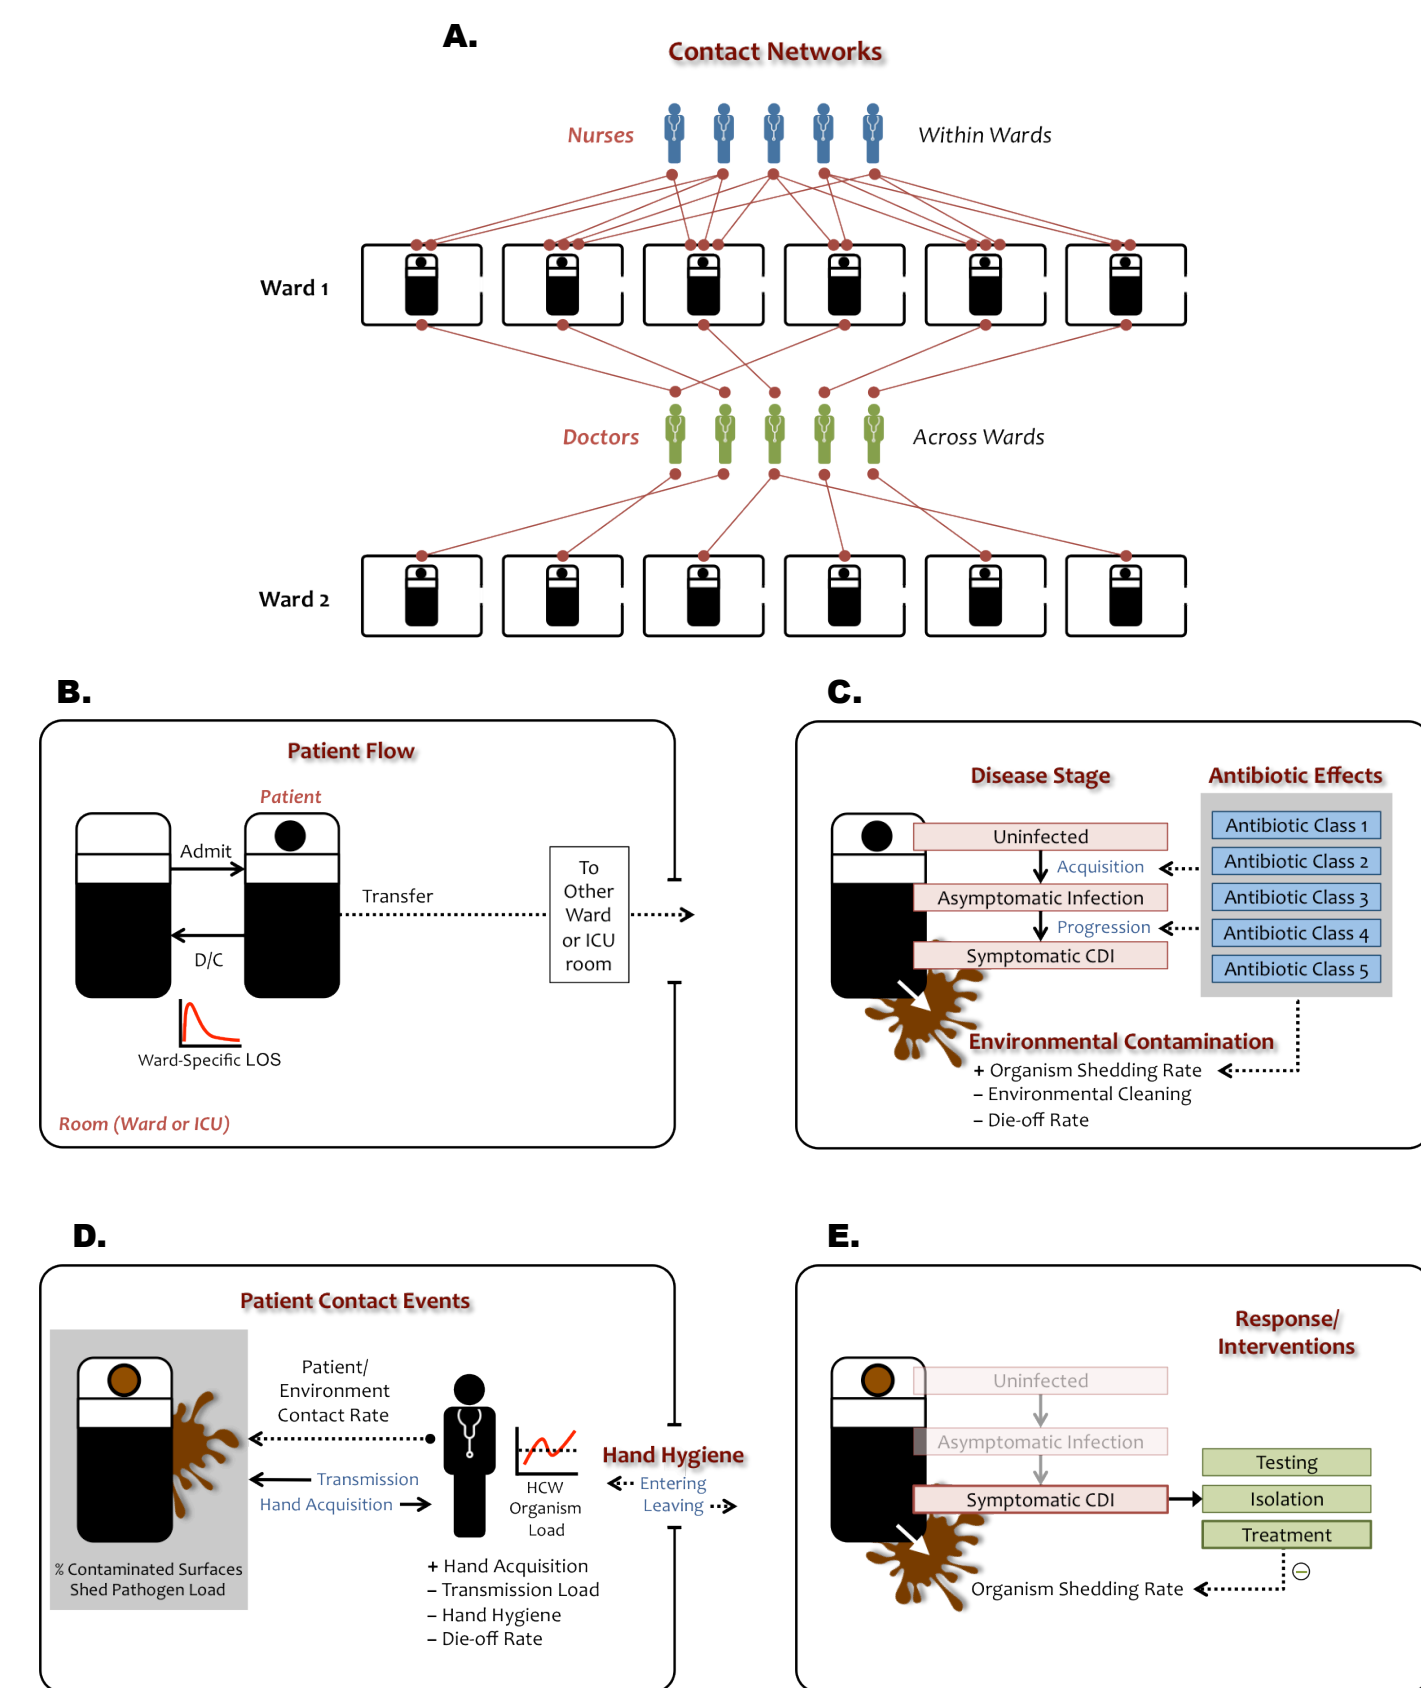 A.
Contact Networks
Nurses
Within Wards
Ward 1
Doctors
Across Wards
Ward 2
B.
Patient Flow
Patient
Admit
Transfer
To
Other
Ward
or ICU
room
D/C
Ward-Specific LOS
Room (Ward or ICU)
C.
Disease Stage
Antibiotic Effects
Uninfected
Acquisition
Asymptomatic Infection
Progression
Symptomatic CDI
Antibiotic Class 1
Antibiotic Class 2
Antibiotic Class 3
Antibiotic Class 4
Antibiotic Class 5
Environmental Contamination
+ Organism Shedding Rate
– Environmental Cleaning
– Die-off Rate
D.
Patient Contact Events
Patient/
Environment
Contact Rate
Transmission
Hand Acquisition
% Contaminated Surfaces
Shed Pathogen Load
HCW
Organism
Load
Hand Hygiene
Entering
Leaving
+ Hand Acquisition
– Transmission Load
– Hand Hygiene
– Die-off Rate
E.
Response/
Interventions
Uninfected
Asymptomatic Infection
Symptomatic CDI
Testing
Isolation
Treatment
Organism Shedding Rate